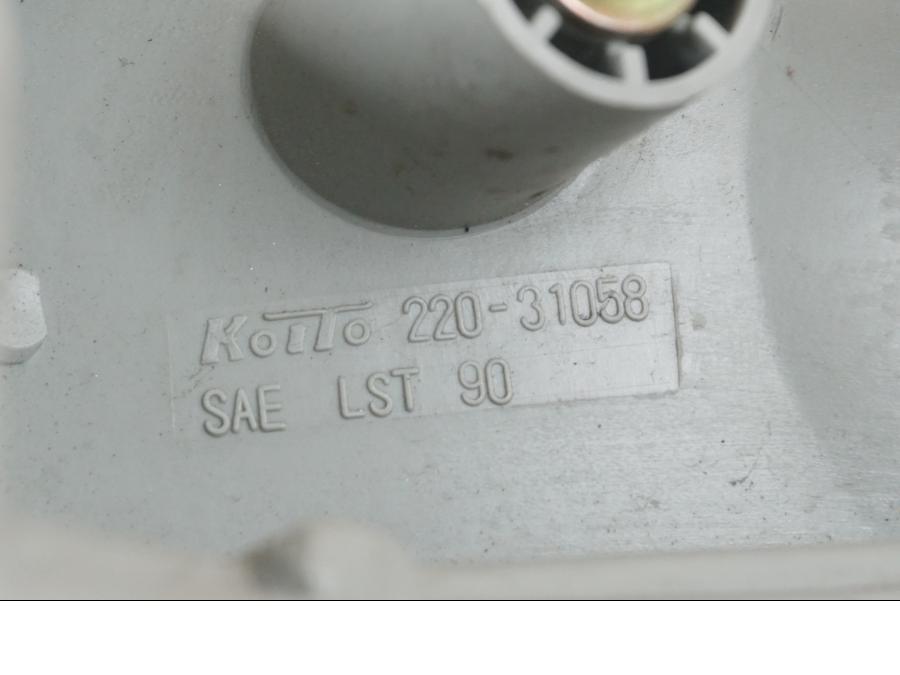 Koito 220-31058
SAE LST 90